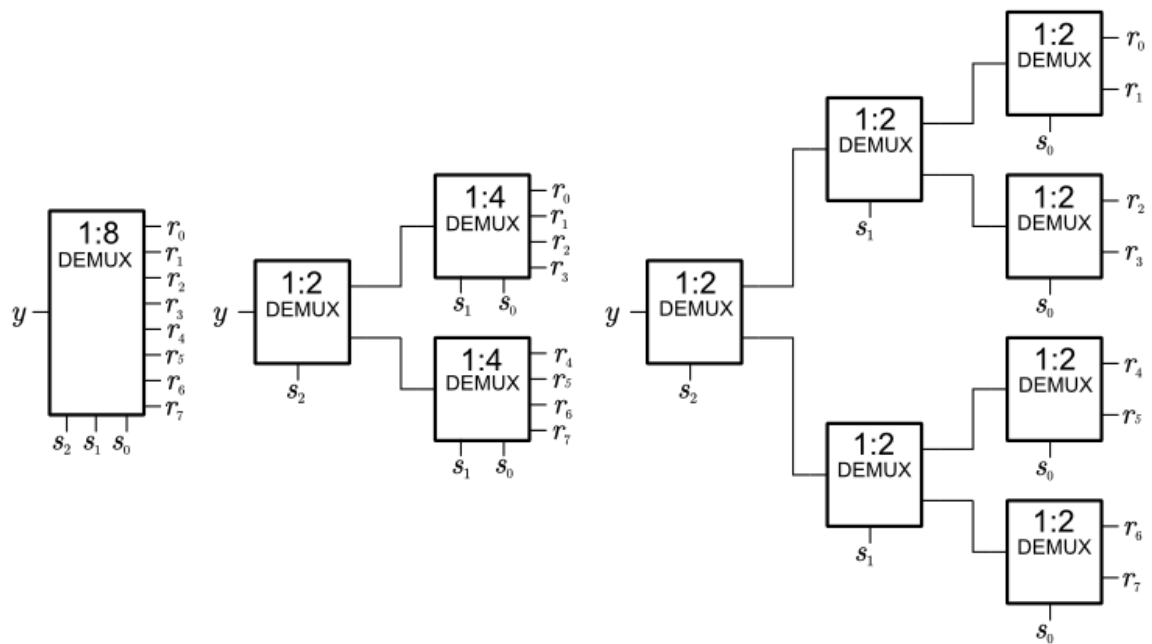 1:8
DEMUX
y
r₀
r₁
r₂
r₃
r₄
r₅
r₆
r₇
s₂ s₁ s₀
1:2
DEMUX
y
s₂
1:4
DEMUX
r₀
r₁
r₂
r₃
s₁ s₀
1:4
DEMUX
r₄
r₅
r₆
r₇
s₁ s₀
1:2
DEMUX
y
s₂
1:2
DEMUX
s₁
1:2
DEMUX
r₀
r₁
s₀
1:2
DEMUX
r₂
r₃
s₀
1:2
DEMUX
s₁
1:2
DEMUX
r₄
r₅
s₀
1:2
DEMUX
r₆
r₇
s₀